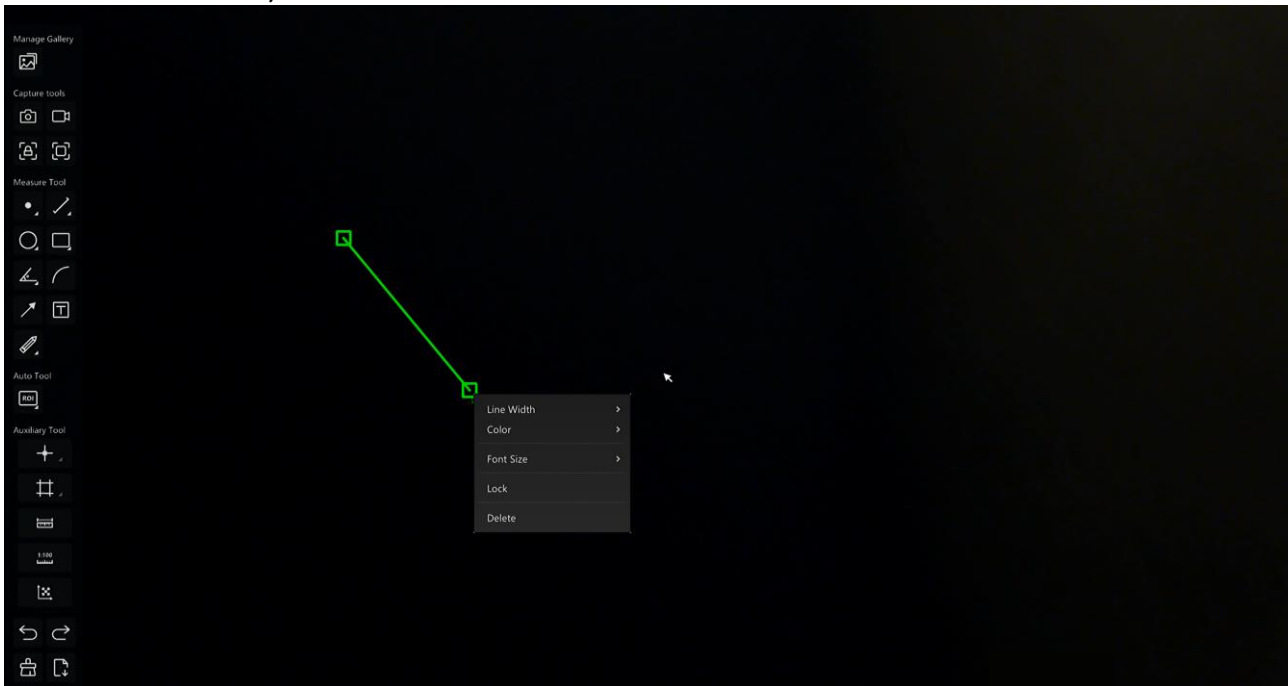 Manage Gallery
Capture tools
Measure Tool
T
Auto Tool
ROI
Auxiliary Tool
1:100
Line Width
Color
Font Size
Lock
Delete